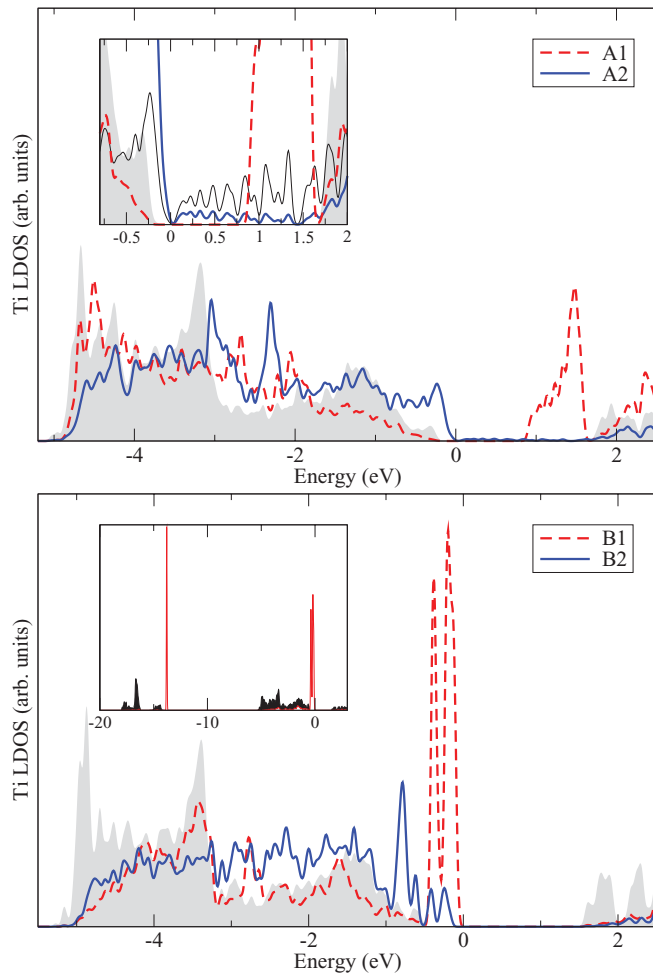 A1
A2
-0.5 0 0.5 1 1.5 2
Ti LDOS (arb. units)
-4 -2 0 2
Energy (eV)
B1
B2
-20 -10 0
Ti LDOS (arb. units)
-4 -2 0 2
Energy (eV)